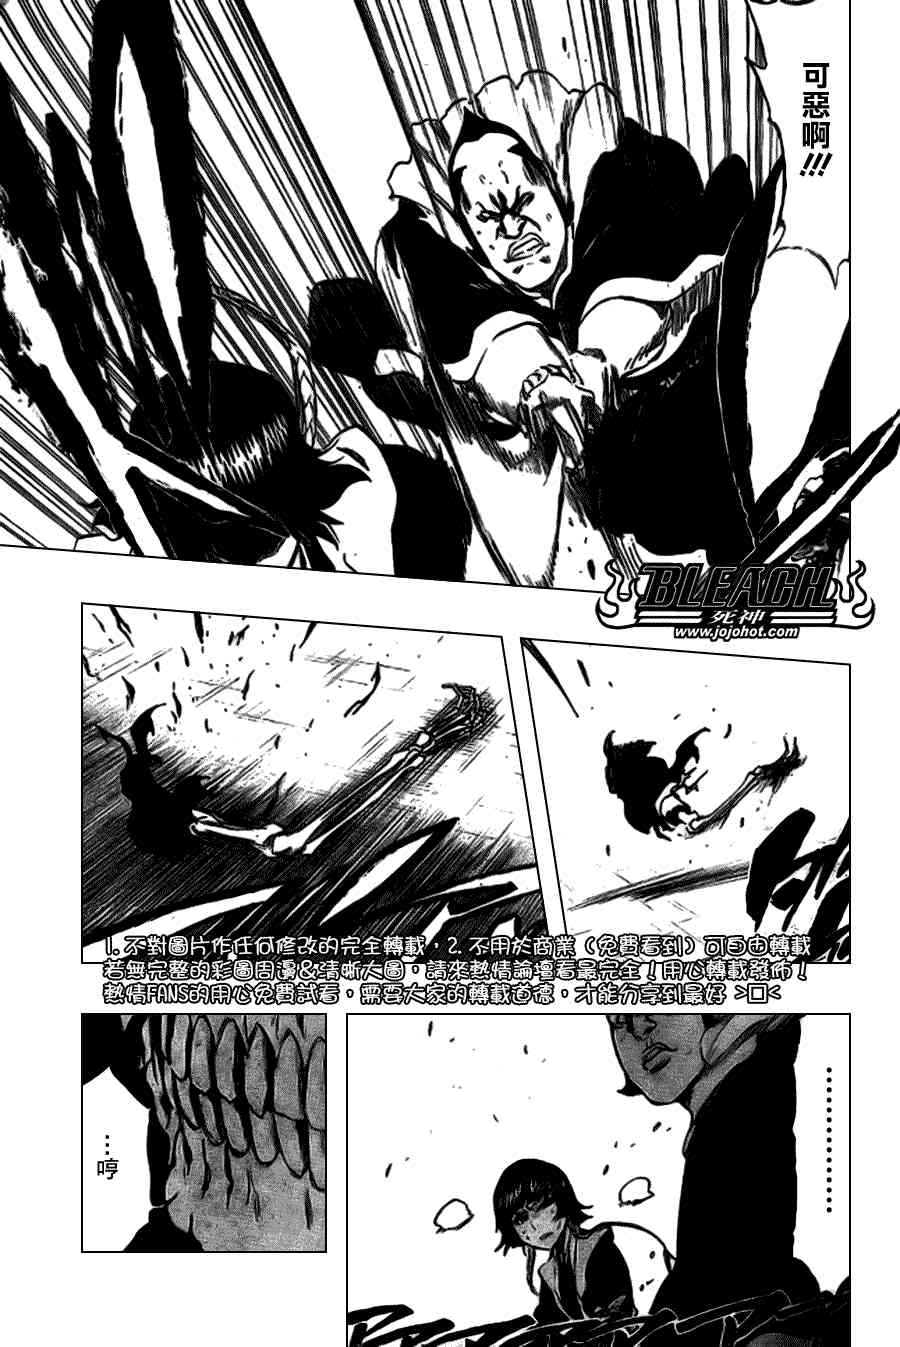 可惡啊!!!
BLEACH
死神
www.jojohot.com
1.不對圖片作任何修改的完全轉載，2.不用於商業（免費看到）可自由轉載
若無完整的彩圖周邊&清晰大圖，請來熱情論壇看最完全！用心轉載發佈！
熱情FANS的用心免費試看，需要大家的轉載道德，才能分享到最好 >口<
…………
…哼